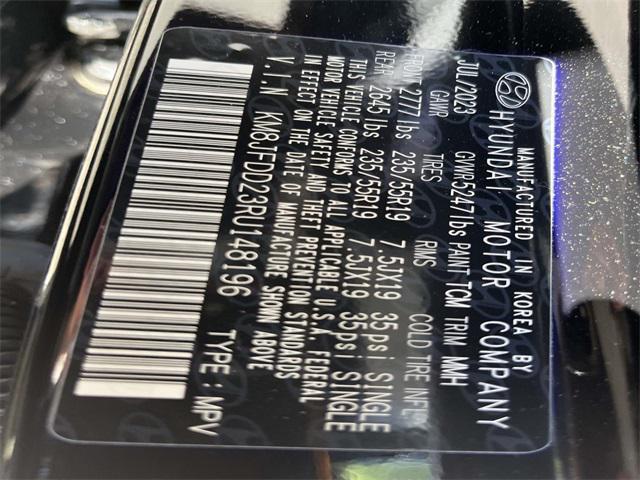 MANUFACTURED IN KOREA BY
HYUNDAI MOTOR COMPANY
JUL/2023 GVWR 5247lbs PAINT TCM TRIM MMH
GAWR TIRES RIMS COLD TIRE INFL
FRONT 2777lbs 235/55R19 7.5JX19 35psi SINGLE
REAR 2645lbs 235/55R19 7.5JX19 35psi SINGLE
THIS VEHICLE CONFORMS TO ALL APPLICABLE U.S.A. FEDERAL
MOTOR VEHICLE SAFETY AND THEFT PREVENTION STANDARDS
IN EFFECT ON THE DATE OF MANUFACTURE SHOWN ABOVE
V.I.N KM8JFDD23RU148196 TYPE : MPV